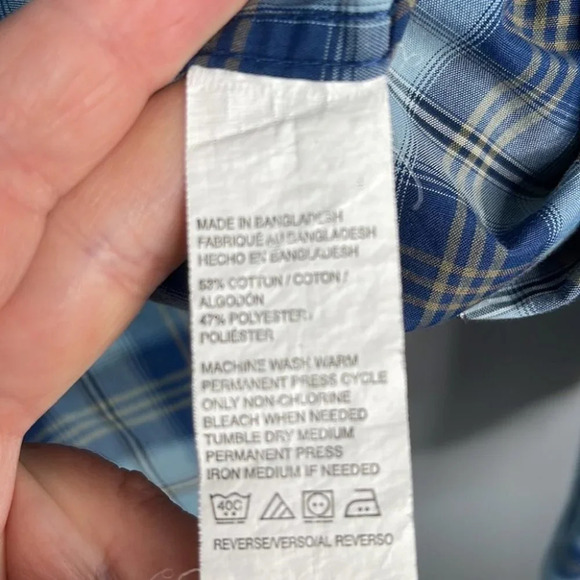 MADE IN BANGLADESH
FABRIQUÉ AU BANGLADESH
HECHO EN BANGLADESH
53% COTTON / COTON /
ALGODÓN
47% POLYESTER /
POLIÉSTER
MACHINE WASH WARM
PERMANENT PRESS CYCLE
ONLY NON-CHLORINE
BLEACH WHEN NEEDED
TUMBLE DRY MEDIUM
PERMANENT PRESS
IRON MEDIUM IF NEEDED
40C
REVERSE/VERSO/AL REVERSO